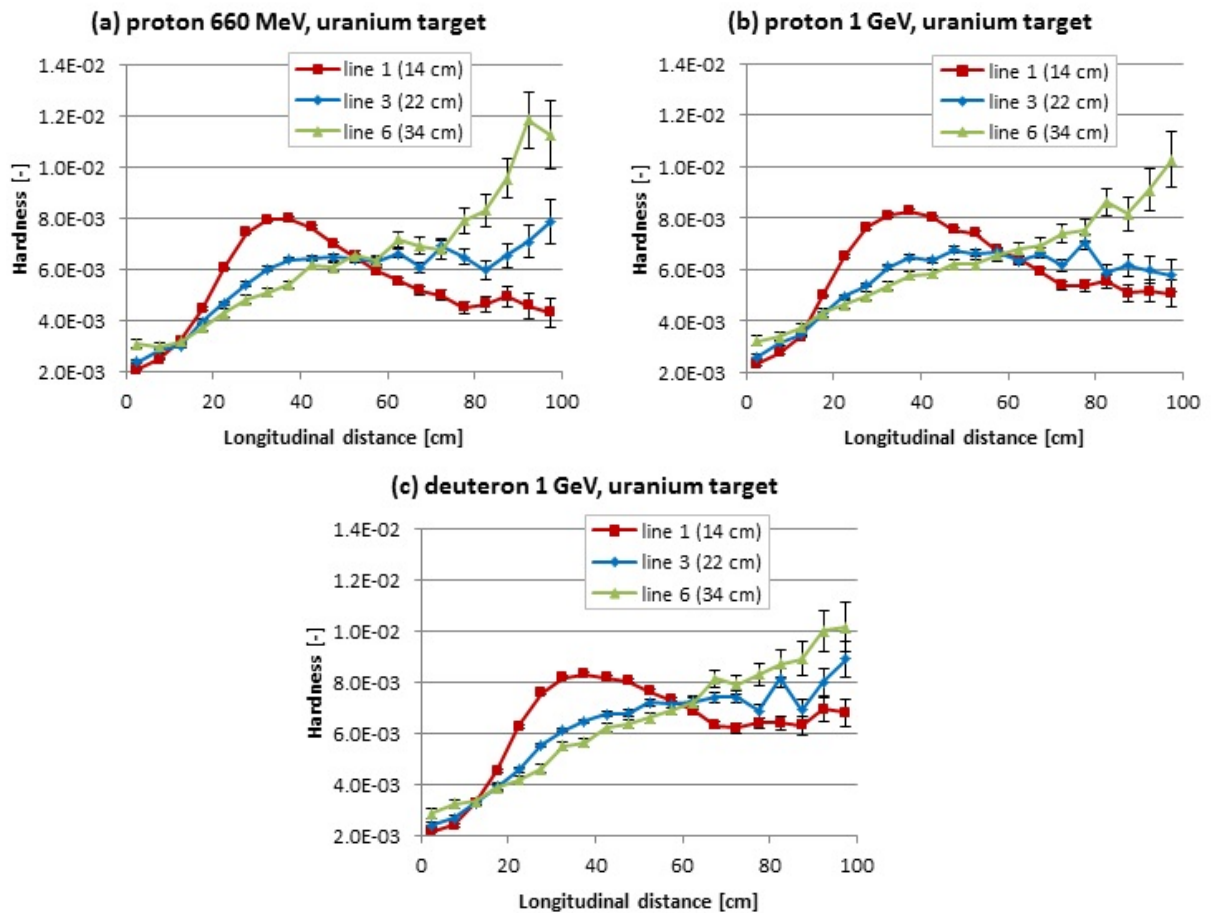 (a) proton 660 MeV, uranium target
1.4E-02
1.2E-02
1.0E-02
8.0E-03
6.0E-03
4.0E-03
2.0E-03
Hardness [-]
line 1 (14 cm)
line 3 (22 cm)
line 6 (34 cm)
0 20 40 60 80 100
Longitudinal distance [cm]
(b) proton 1 GeV, uranium target
1.4E-02
1.2E-02
1.0E-02
8.0E-03
6.0E-03
4.0E-03
2.0E-03
Hardness [-]
line 1 (14 cm)
line 3 (22 cm)
line 6 (34 cm)
0 20 40 60 80 100
Longitudinal distance [cm]
(c) deuteron 1 GeV, uranium target
1.4E-02
1.2E-02
1.0E-02
8.0E-03
6.0E-03
4.0E-03
2.0E-03
Hardness [-]
line 1 (14 cm)
line 3 (22 cm)
line 6 (34 cm)
0 20 40 60 80 100
Longitudinal distance [cm]